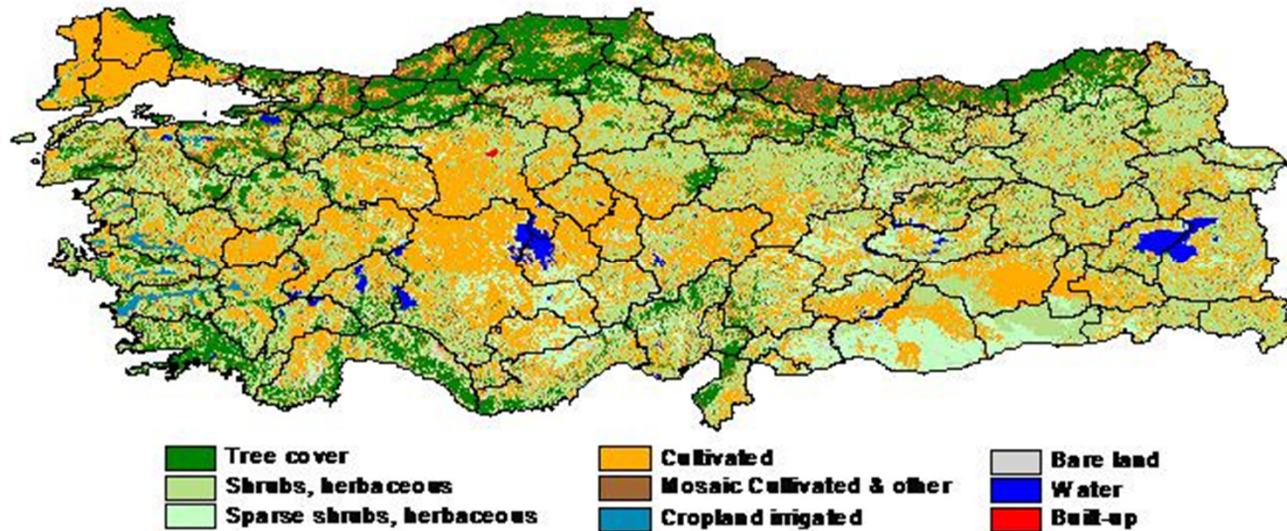 Tree cover
Cultivated
Bare land
Shrubs, herbaceous
Mosaic Cultivated & other
Water
Sparse shrubs, herbaceous
Cropland irrigated
Built-up